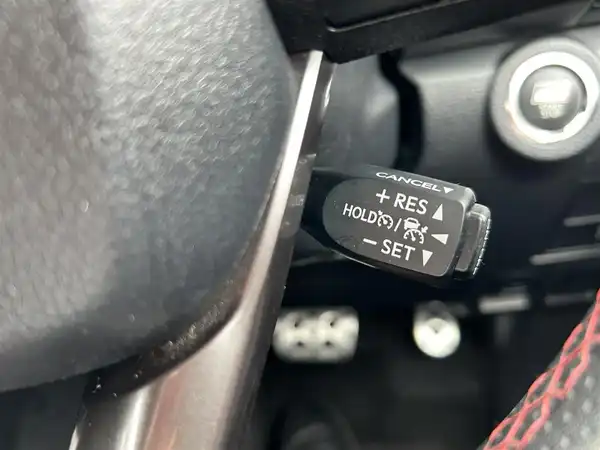 CANCEL▼
+ RES ▲
HOLD / ◀
− SET ▼